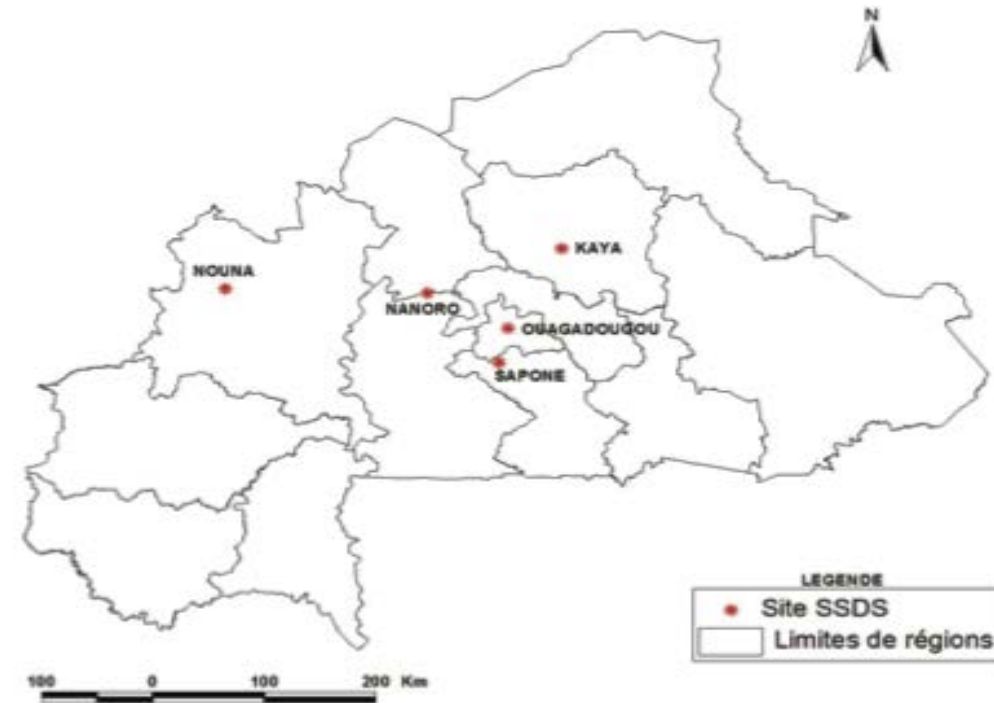 N
KAYA
NOUNA
NANORO
OUAGADOUGOU
SAPONE
LEGENDE
Site SSDS
Limites de régions
100 0 100 200 Km